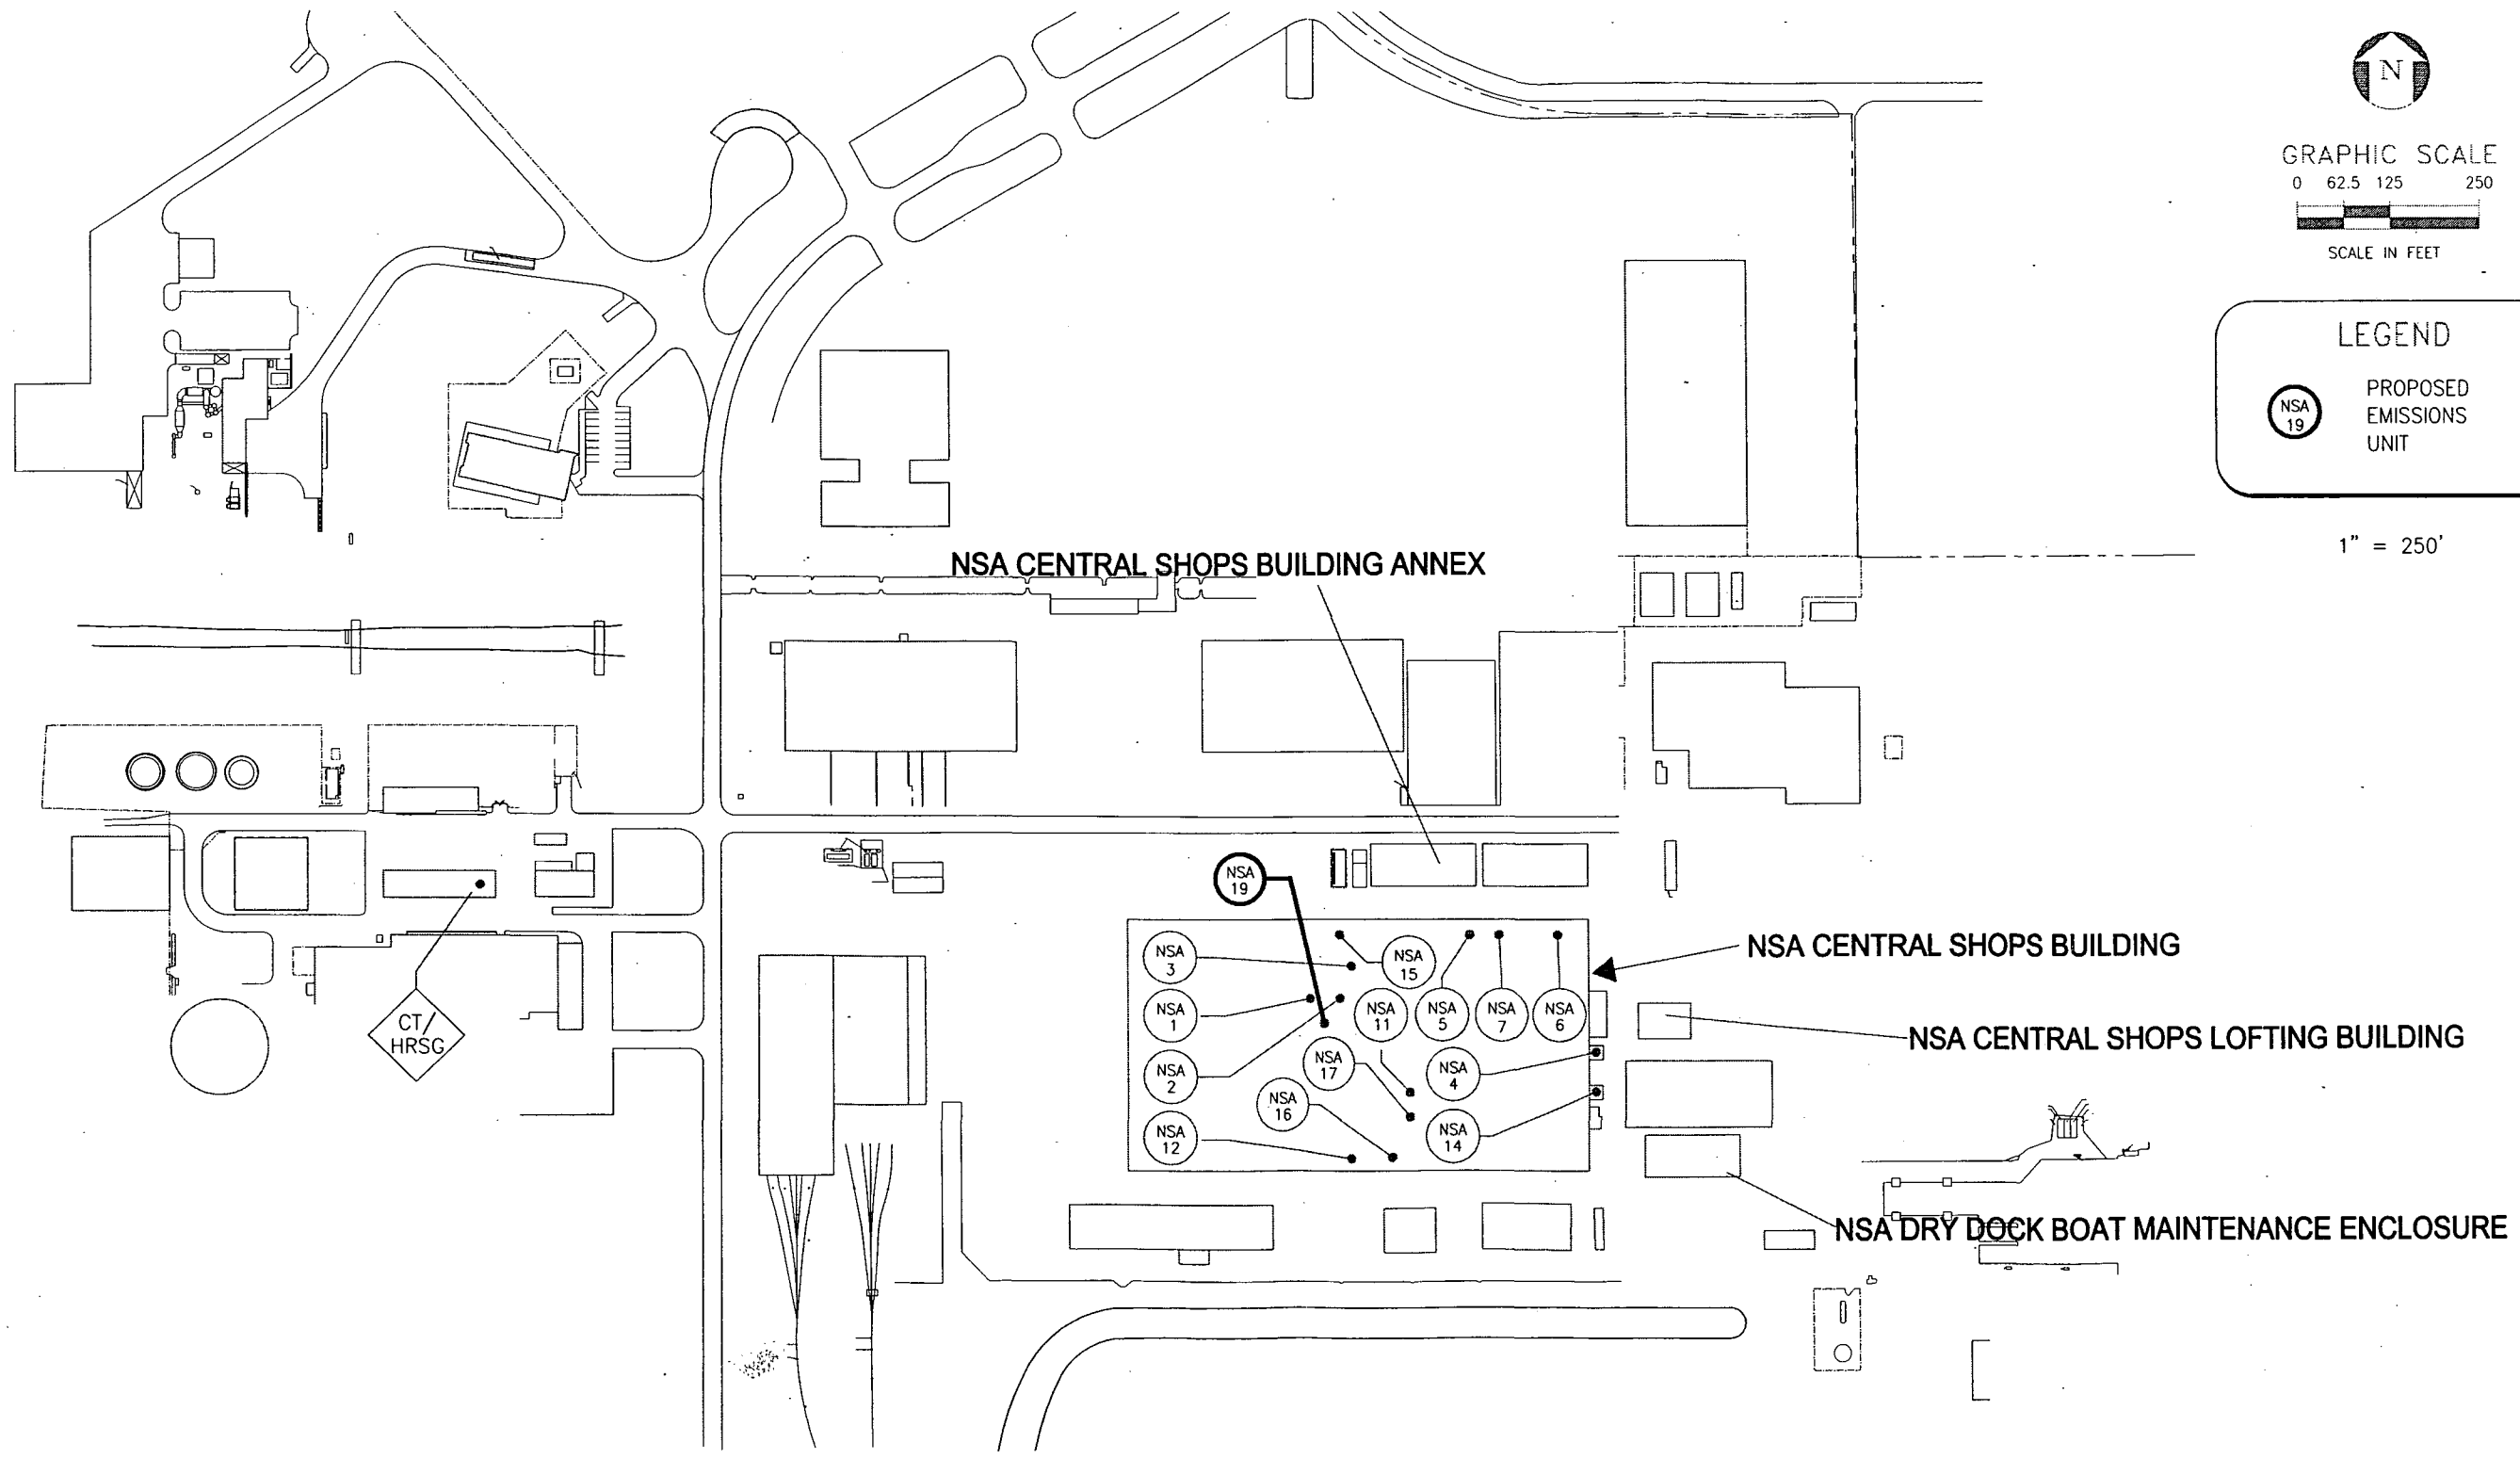 N
GRAPHIC SCALE
0 62.5 125 250
SCALE IN FEET
LEGEND
NSA
19
PROPOSED
EMISSIONS
UNIT
1" = 250'
NSA CENTRAL SHOPS BUILDING ANNEX
NSA
19
NSA
3
NSA
15
NSA CENTRAL SHOPS BUILDING
NSA
1
NSA
11
NSA
5
NSA
7
NSA
6
CT/
HRSG
NSA CENTRAL SHOPS LOFTING BUILDING
NSA
2
NSA
17
NSA
4
NSA
16
NSA
12
NSA
14
NSA DRY DOCK BOAT MAINTENANCE ENCLOSURE